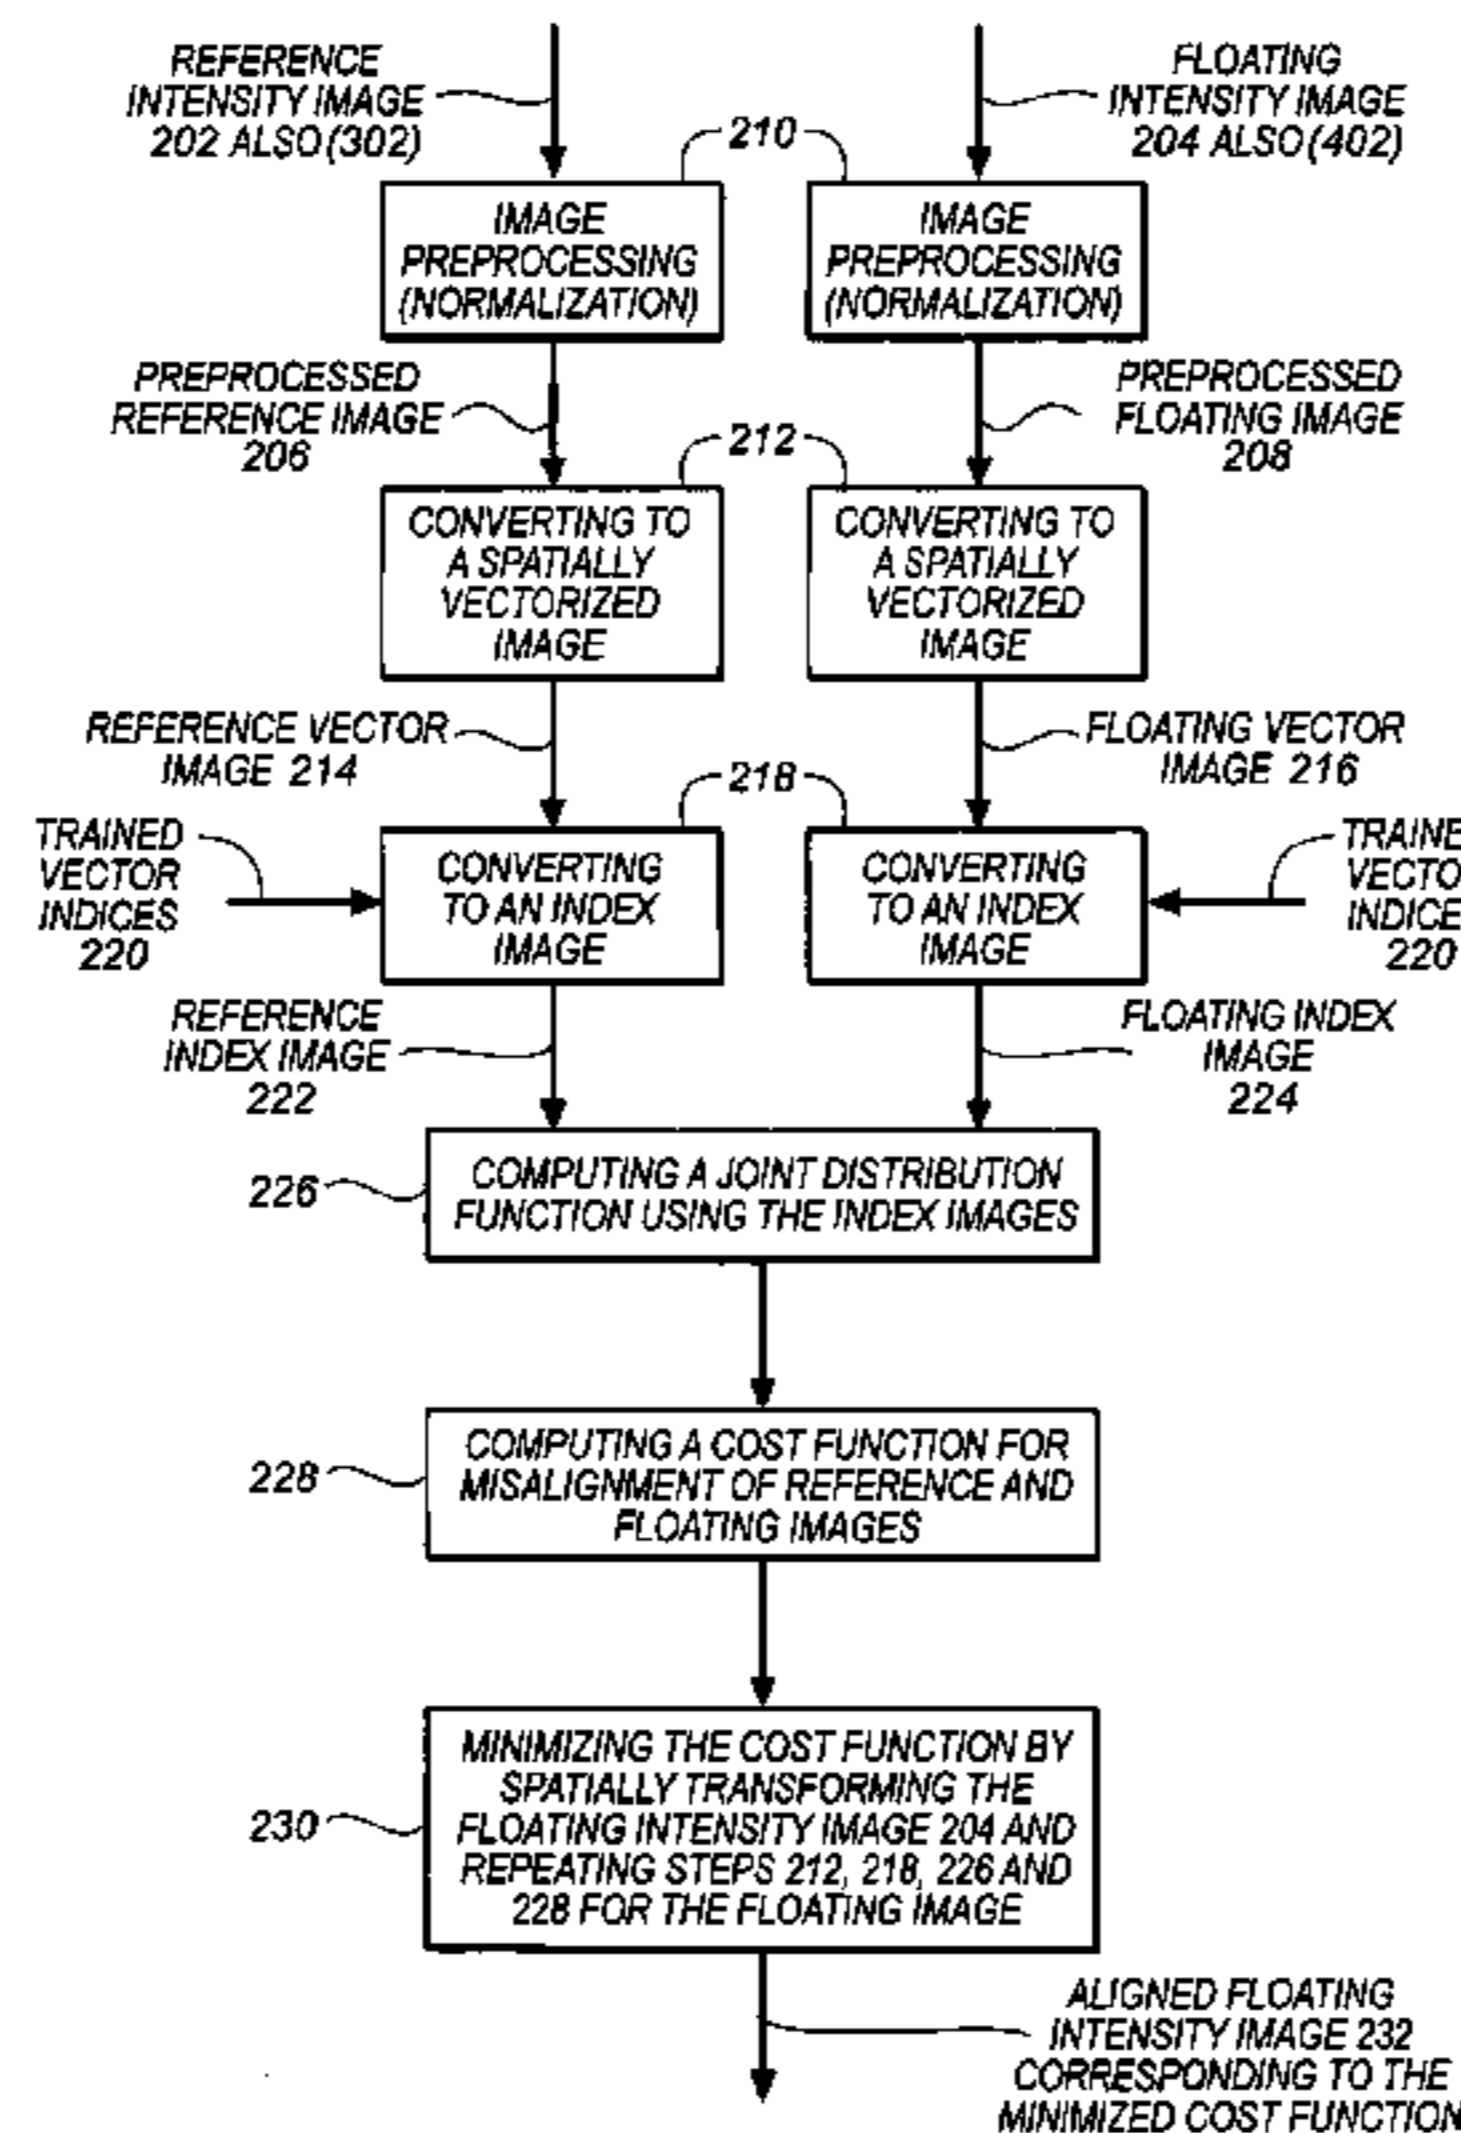 REFERENCE
INTENSITY IMAGE
202 ALSO (302)
FLOATING
INTENSITY IMAGE
204 ALSO (402)
210
IMAGE
PREPROCESSING
(NORMALIZATION)
IMAGE
PREPROCESSING
(NORMALIZATION)
PREPROCESSED
REFERENCE IMAGE
206
PREPROCESSED
FLOATING IMAGE
208
212
CONVERTING TO
A SPATIALLY
VECTORIZED
IMAGE
CONVERTING TO
A SPATIALLY
VECTORIZED
IMAGE
REFERENCE VECTOR
IMAGE 214
FLOATING VECTOR
IMAGE 216
218
TRAINED
VECTOR
INDICES
220
CONVERTING
TO AN INDEX
IMAGE
CONVERTING
TO AN INDEX
IMAGE
TRAINE
VECTO
INDICE
220
REFERENCE
INDEX IMAGE
222
FLOATING INDEX
IMAGE
224
226
COMPUTING A JOINT DISTRIBUTION
FUNCTION USING THE INDEX IMAGES
228
COMPUTING A COST FUNCTION FOR
MISALIGNMENT OF REFERENCE AND
FLOATING IMAGES
230
MINIMIZING THE COST FUNCTION BY
SPATIALLY TRANSFORMING THE
FLOATING INTENSITY IMAGE 204 AND
REPEATING STEPS 212, 218, 226 AND
228 FOR THE FLOATING IMAGE
ALIGNED FLOATING
INTENSITY IMAGE 232
CORRESPONDING TO THE
MINIMIZED COST FUNCTION